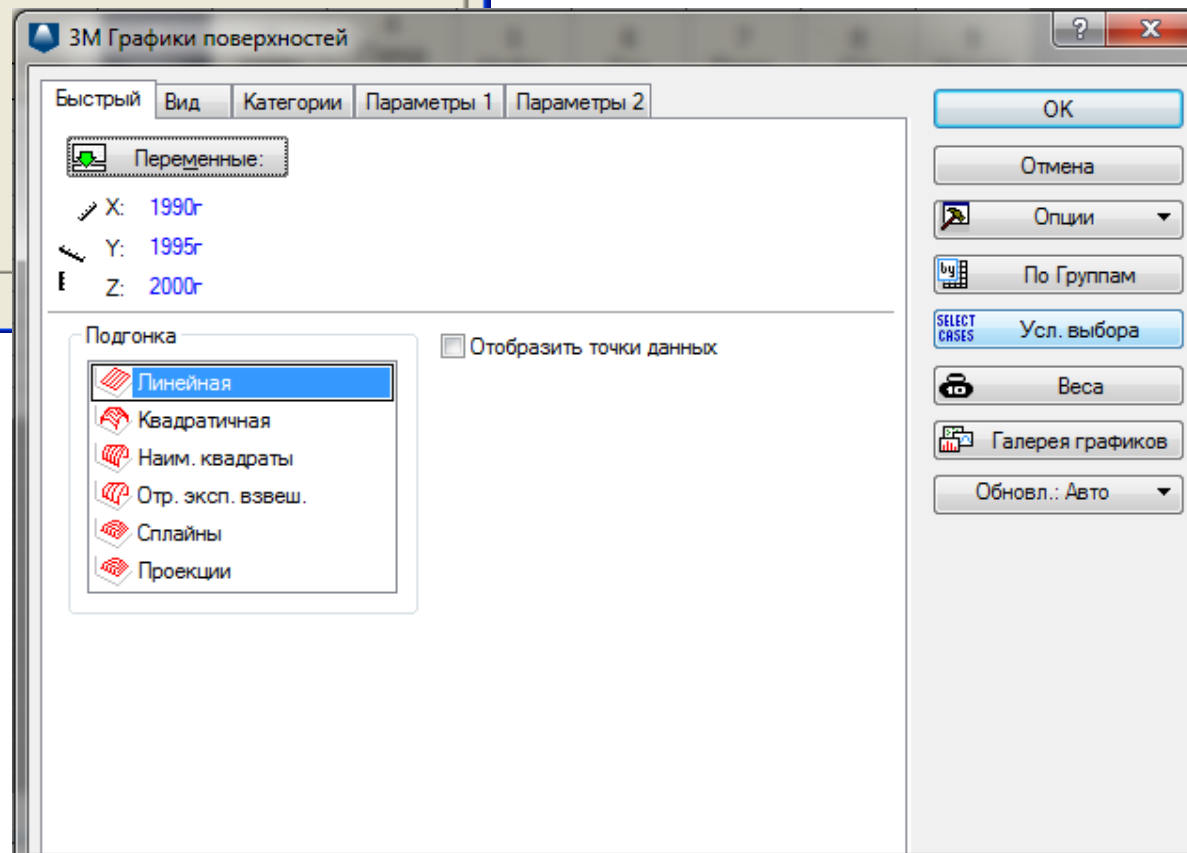 3М Графики поверхностей
?
x
Быстрый Вид Категории Параметры 1 Параметры 2
Переменные:
X: 1990г
Y: 1995г
Z: 2000г
Подгонка
Линейная
Квадратичная
Наим. квадраты
Отр. эксп. взвеш.
Сплайны
Проекции
Отобразить точки данных
OK
Отмена
Опции
by
По Группам
SELECT CASES
Усл. выбора
10
Веса
Галерея графиков
Обновл.: Авто